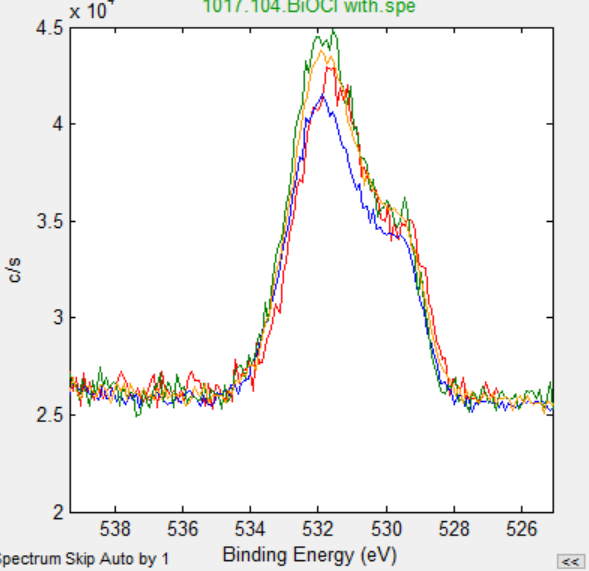 1017.104.BiOCl with.spe
x 10⁴
4.5
4
3.5
3
2.5
2
c/s
538 536 534 532 530 528 526
Binding Energy (eV)
Spectrum Skip Auto by 1
<<